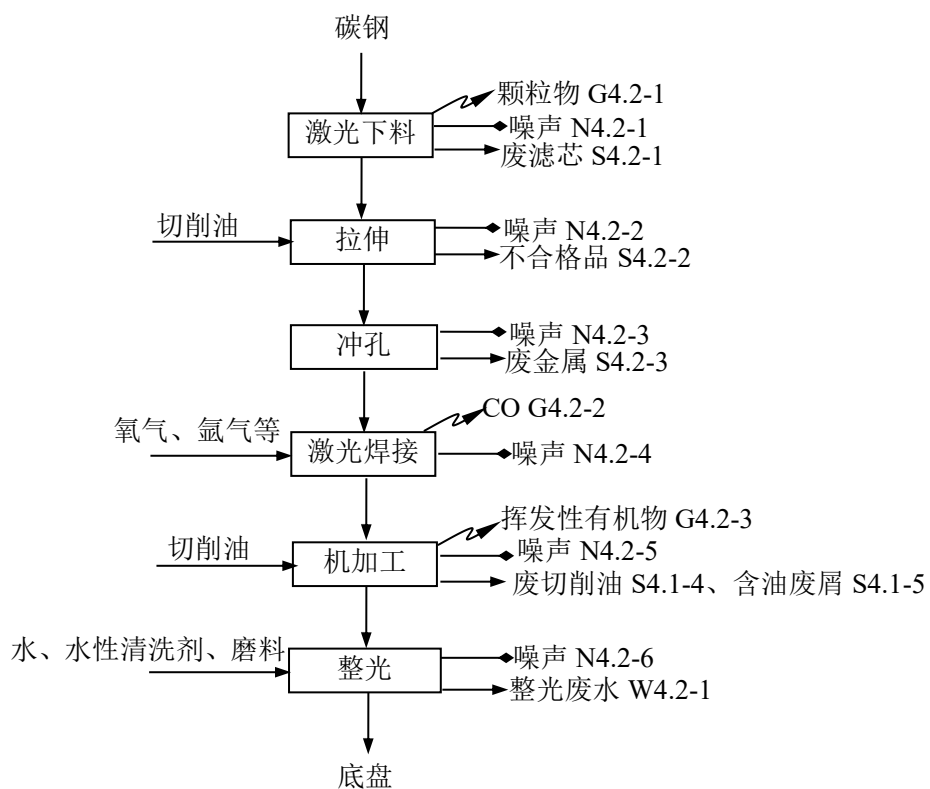 碳钢
颗粒物 G4.2-1
激光下料
噪声 N4.2-1
废滤芯 S4.2-1
切削油
拉伸
噪声 N4.2-2
不合格品 S4.2-2
冲孔
噪声 N4.2-3
废金属 S4.2-3
CO G4.2-2
氧气、氩气等
激光焊接
噪声 N4.2-4
挥发性有机物 G4.2-3
切削油
机加工
噪声 N4.2-5
废切削油 S4.1-4、含油废屑 S4.1-5
水、水性清洗剂、磨料
整光
噪声 N4.2-6
整光废水 W4.2-1
底盘